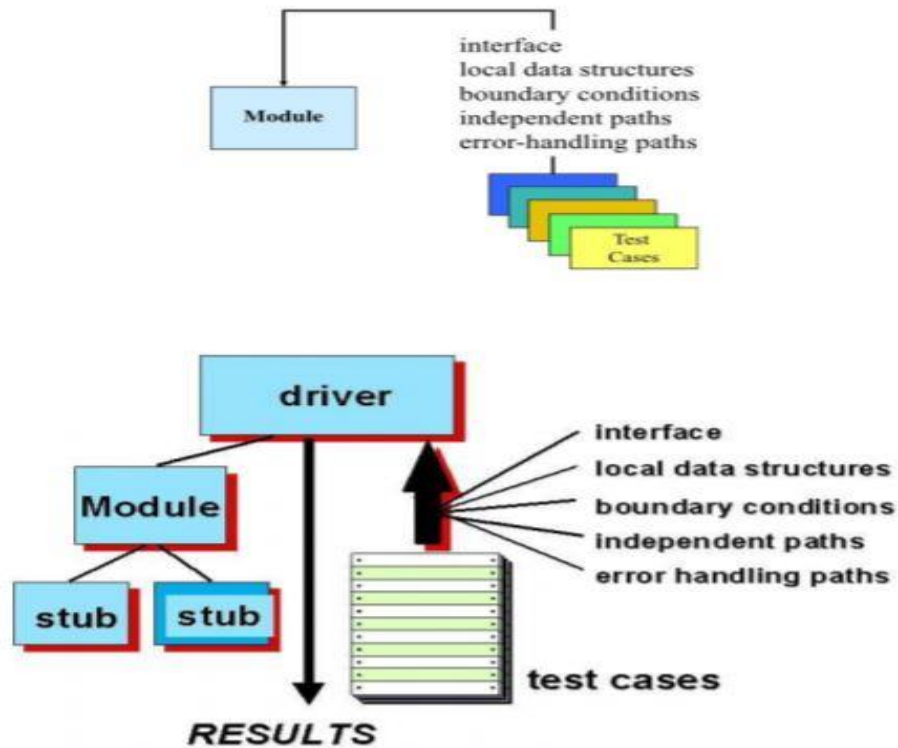 interface
local data structures
boundary conditions
independent paths
error-handling paths
Module
Test
Cases
driver
interface
local data structures
boundary conditions
independent paths
error handling paths
Module
stub
stub
test cases
RESULTS